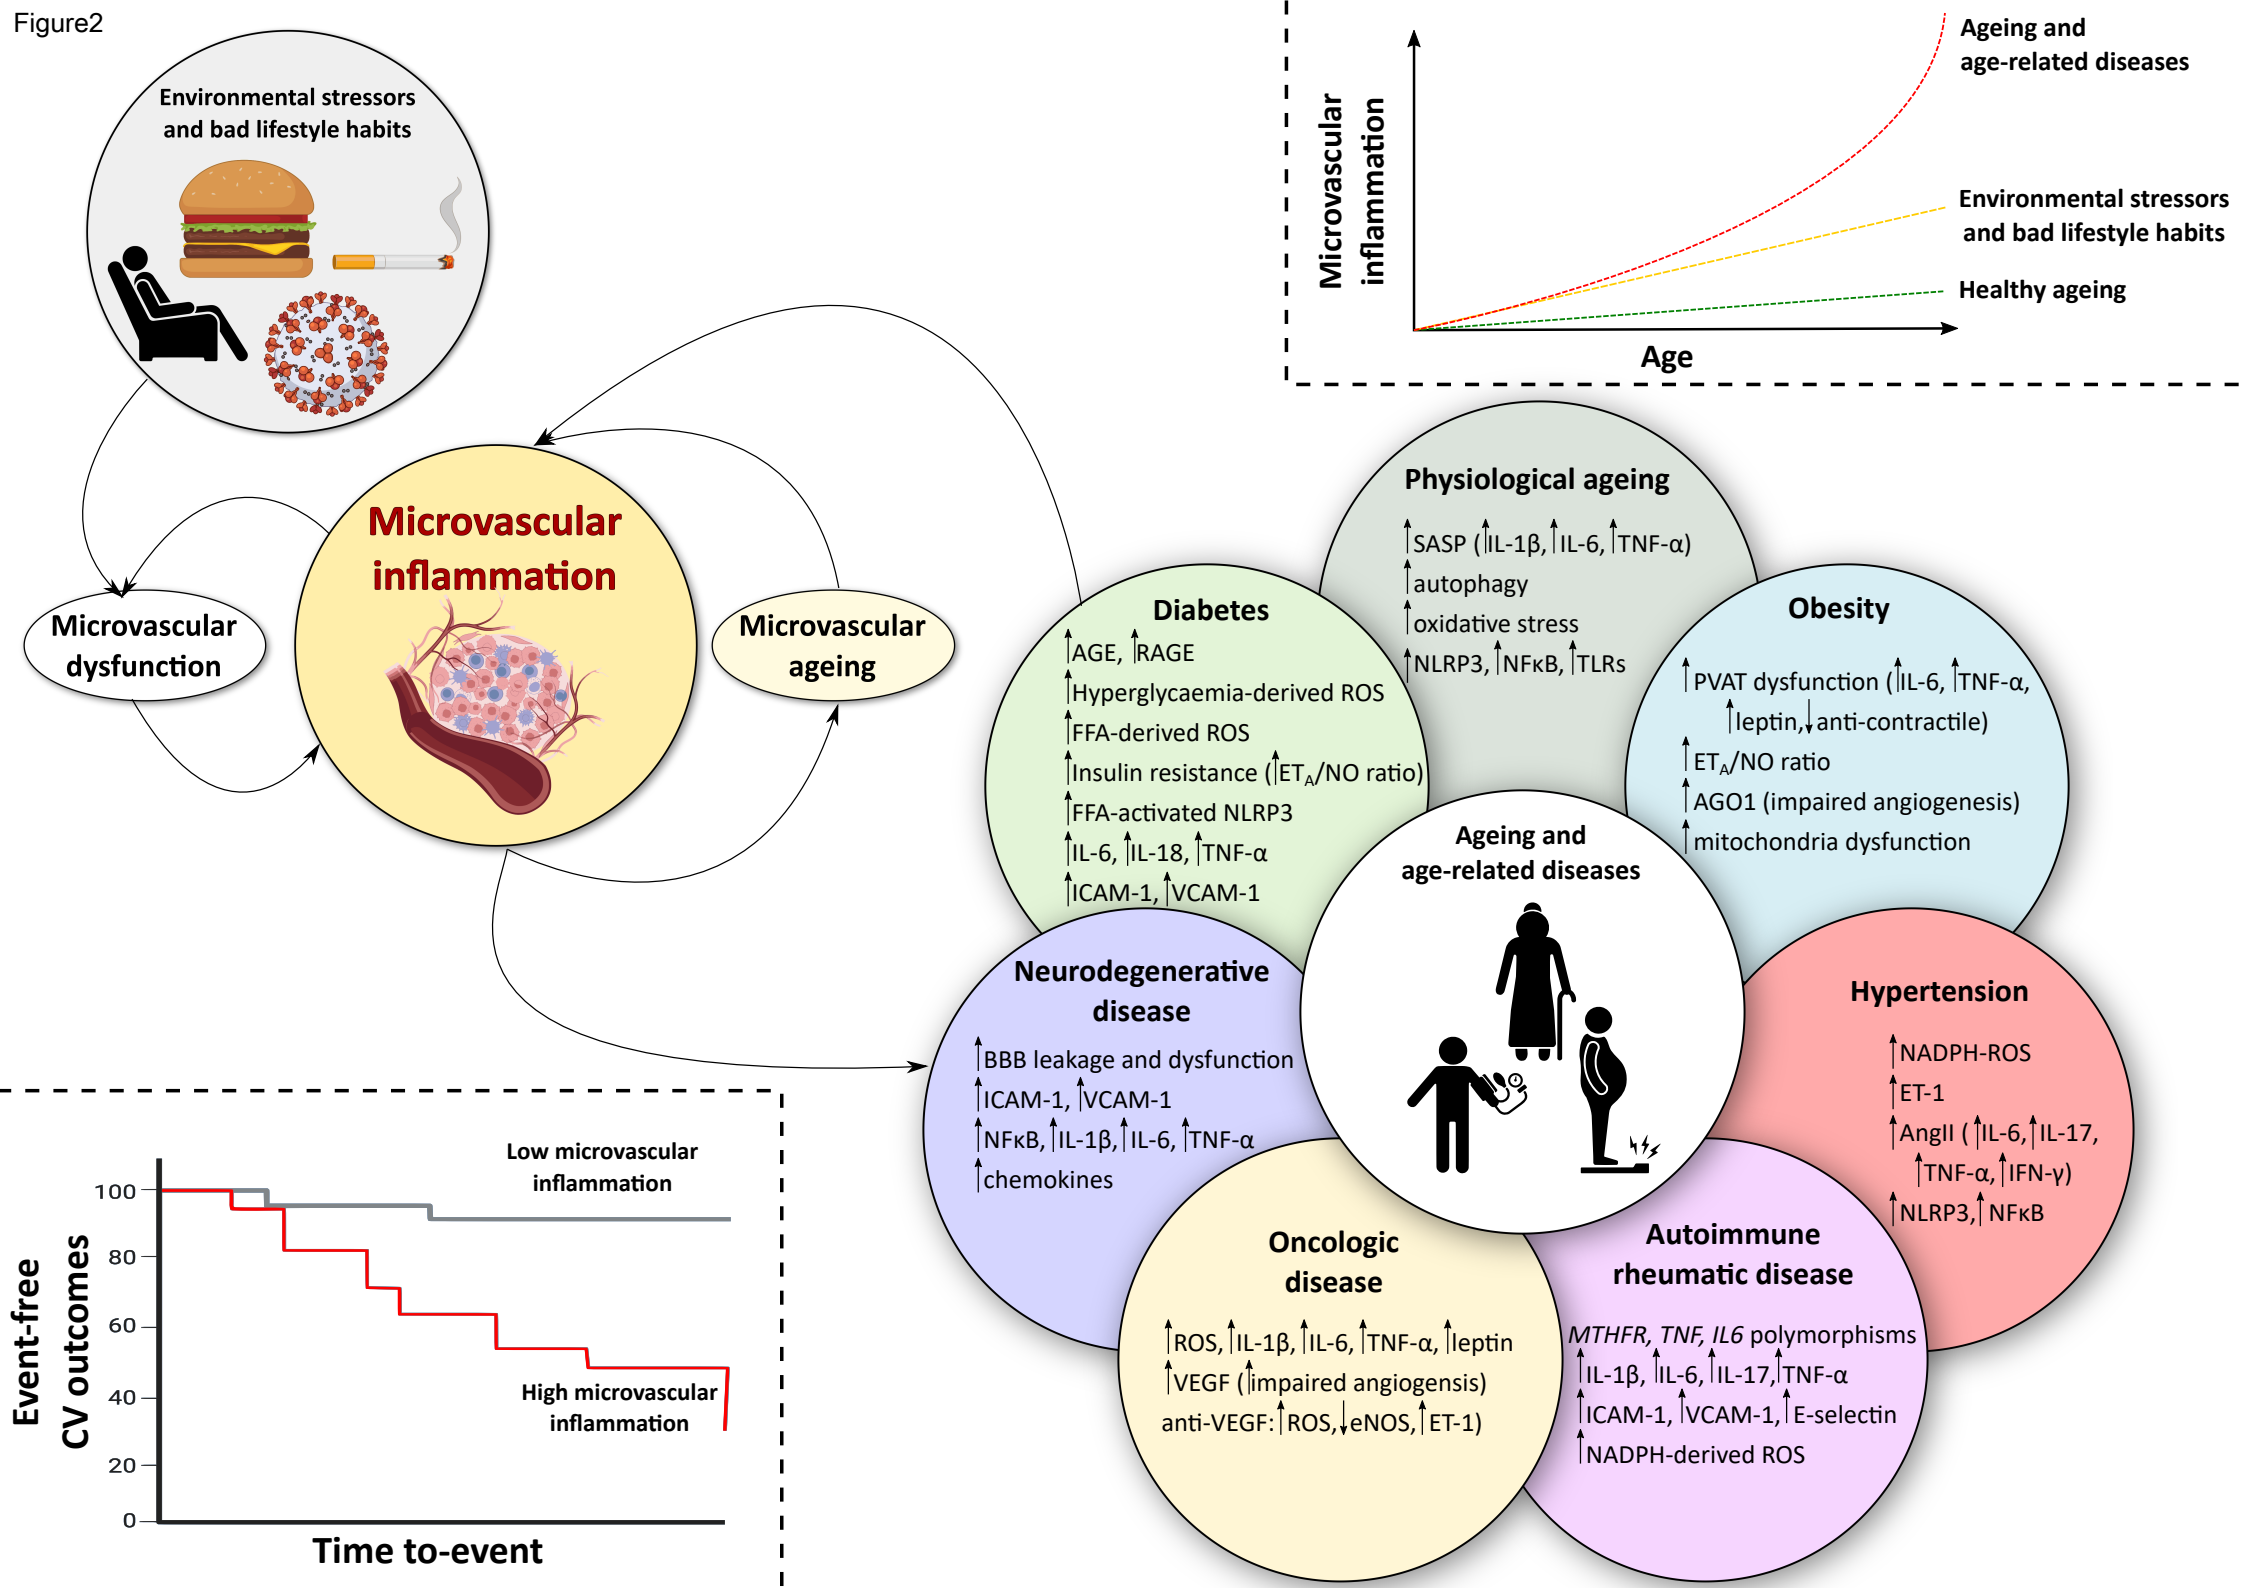 Figure2
Environmental stressors
and bad lifestyle habits
Microvascular
inflammation
Age
Ageing and
age-related diseases
Environmental stressors
and bad lifestyle habits
Healthy ageing
Microvascular
inflammation
Microvascular
dysfunction
Microvascular
ageing
Physiological ageing
↑SASP (↑IL-1β, ↑IL-6, ↑TNF-α)
↑autophagy
↑oxidative stress
↑NLRP3, ↑NFκB, ↑TLRs
Diabetes
↑AGE, ↑RAGE
↑Hyperglycaemia-derived ROS
↑FFA-derived ROS
↑Insulin resistance (↑ETA/NO ratio)
↑FFA-activated NLRP3
↑IL-6, ↑IL-18, ↑TNF-α
↑ICAM-1, ↑VCAM-1
Obesity
↑PVAT dysfunction (↑IL-6, ↑TNF-α,
↑leptin,↓anti-contractile)
↑ETA/NO ratio
↑AGO1 (impaired angiogenesis)
↑mitochondria dysfunction
Ageing and
age-related diseases
Neurodegenerative
disease
↑BBB leakage and dysfunction
↑ICAM-1, ↑VCAM-1
↑NFκB, ↑IL-1β, ↑IL-6, ↑TNF-α
↑chemokines
Hypertension
↑NADPH-ROS
↑ET-1
↑AngII (↑IL-6,↑IL-17,
↑TNF-α,↑IFN-γ)
↑NLRP3,↑NFκB
Oncologic
disease
↑ROS, ↑IL-1β, ↑IL-6, ↑TNF-α, ↑leptin
↑VEGF (↑impaired angiogensis)
anti-VEGF: ↑ROS,↓eNOS, ↑ET-1)
Autoimmune
rheumatic disease
MTHFR, TNF, IL6 polymorphisms
↑IL-1β, ↑IL-6, ↑IL-17,↑TNF-α
↑ICAM-1, ↑VCAM-1,↑E-selectin
↑NADPH-derived ROS
Event-free
CV outcomes
100
80
60
40
20
0
Low microvascular
inflammation
High microvascular
inflammation
Time to-event